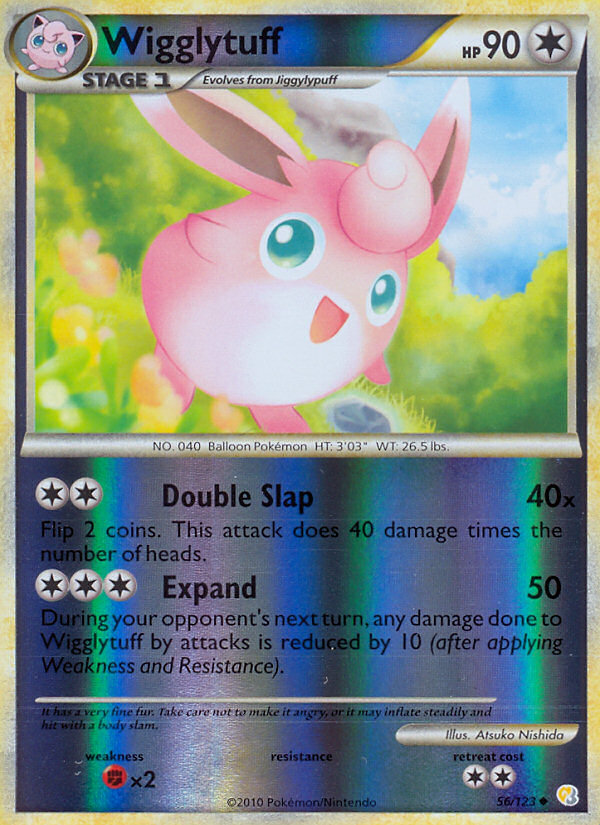 Wigglytuff HP 90
STAGE 1 Evolves from Jiggylypuff
NO. 040 Balloon Pokémon HT: 3'03" WT: 26.5 lbs.
Double Slap 40x
Flip 2 coins. This attack does 40 damage times the
number of heads.
Expand 50
During your opponent's next turn, any damage done to
Wigglytuff by attacks is reduced by 10 (after applying
Weakness and Resistance).
It has a very fine fur. Take care not to make it angry, or it may inflate steadily and
hit with a body slam.
Illus. Atsuko Nishida
weakness resistance retreat cost
×2
56/123
©2010 Pokémon/Nintendo